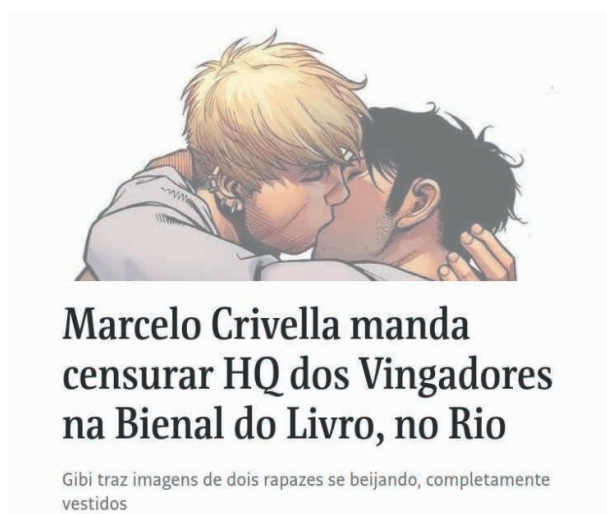 Marcelo Crivella manda
censurar HQ dos Vingadores
na Bienal do Livro, no Rio
Gibi traz imagens de dois rapazes se beijando, completamente
vestidos